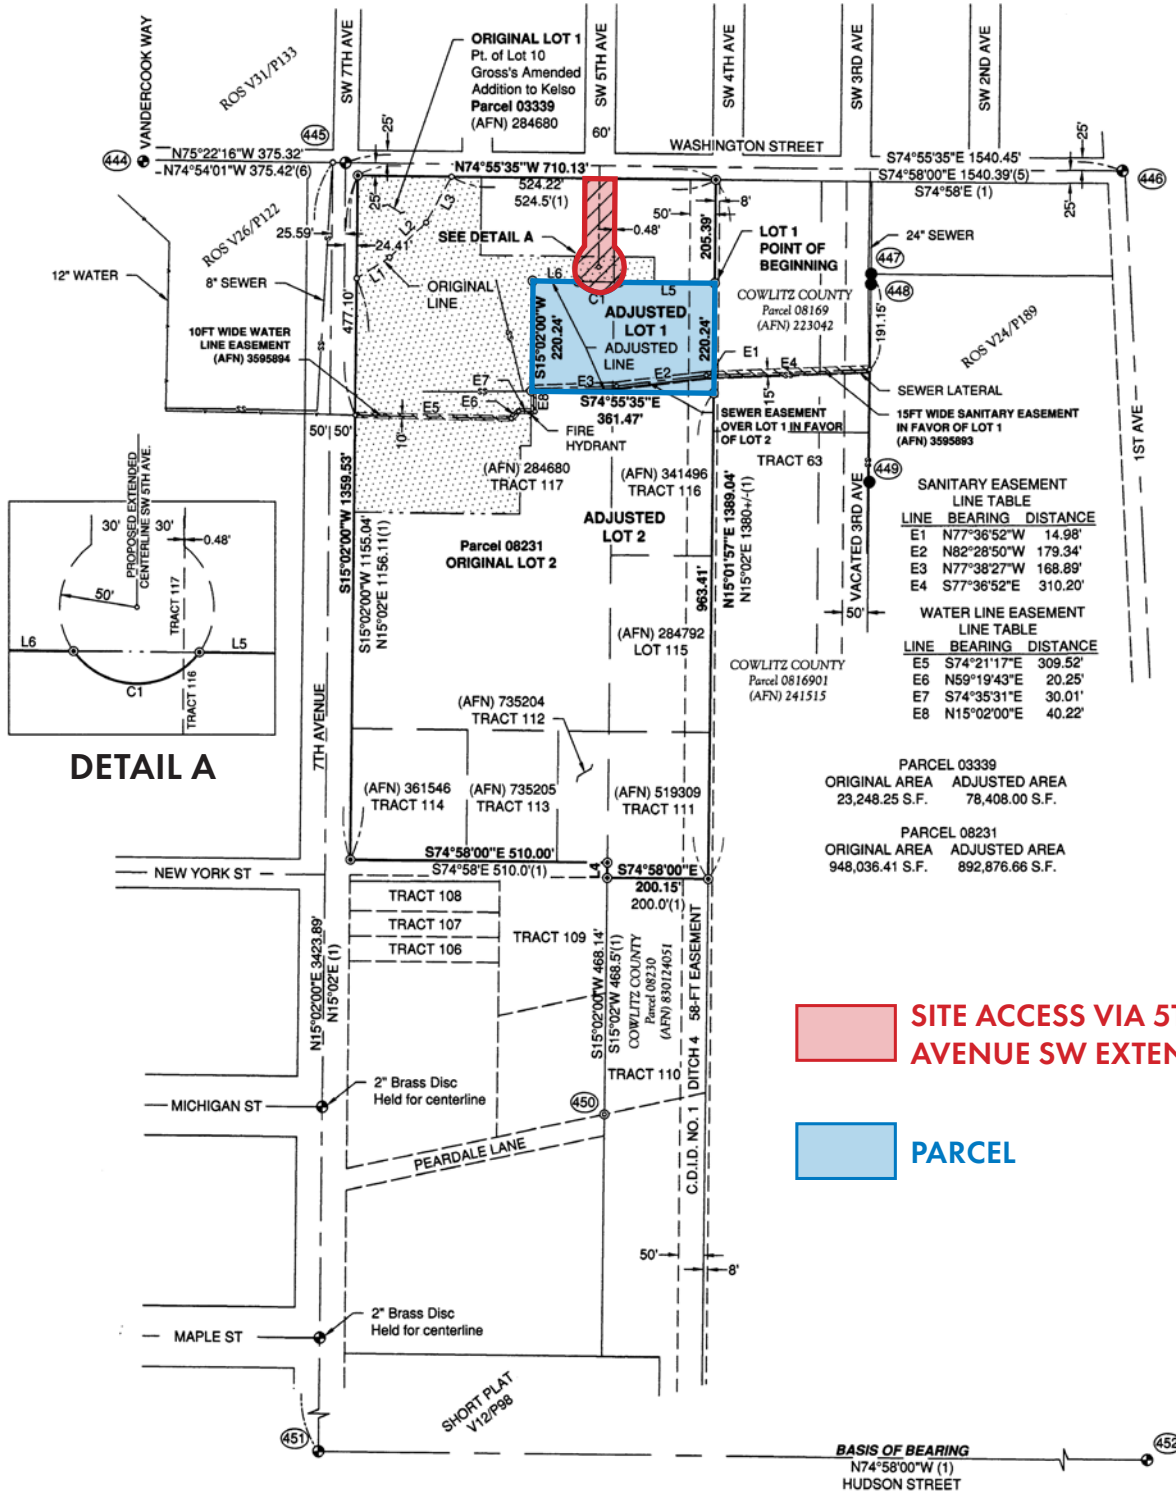 VANDERCOOK WAY
ROS V31/P133
SW 7TH AVE
ORIGINAL LOT 1
Pt. of Lot 10
Gross's Amended
Addition to Kelso
Parcel 03339
(AFN) 284680
SW 5TH AVE
SW 4TH AVE
SW 3RD AVE
SW 2ND AVE
25'
60'
WASHINGTON STREET
25'
444
445
446
N75°22'16"W 375.32'
N74°54'01"W 375.42'(6)
N74°55'35"W 710.13'
524.22'
524.5'(1)
S74°55'35"E 1540.45'
S74°58'00"E 1540.39'(5)
S74°58'E (1)
25'
25'
ROS V26/P122
25.59'
24.41'
L3
L2
L1
SEE DETAIL A
0.48'
50'
8'
205.39'
LOT 1
POINT OF
BEGINNING
24" SEWER
447
448
12" WATER
8" SEWER
ORIGINAL
LINE
L6
C1
L5
COWLITZ COUNTY
Parcel 08169
(AFN) 223042
191.15'
ROS V24/P189
477.10'
10FT WIDE WATER
LINE EASEMENT
(AFN) 3595894
S15°02'00"W
220.24'
ADJUSTED
LOT 1
ADJUSTED
LINE
220.24'
E1
E4
E2
E3
E7
E8
E6
E5
15'
SEWER LATERAL
S74°55'35"E
361.47'
SEWER EASEMENT
OVER LOT 1 IN FAVOR
OF LOT 2
15FT WIDE SANITARY EASEMENT
IN FAVOR OF LOT 1
(AFN) 3595893
50'
50'
10'
FIRE
HYDRANT
TRACT 63
449
1ST AVE
(AFN) 284680
TRACT 117
(AFN) 341496
TRACT 116
ADJUSTED
LOT 2
Parcel 08231
ORIGINAL LOT 2
S15°02'00"W 1359.53'
S15°02'00"W 1155.04'
N15°02'E 1156.11(1)
963.41'
N15°01'57"E 1389.04'
N15°02'E 1380+/-(1)
VACATED 3RD AVE
50'
SANITARY EASEMENT
LINE TABLE
LINE BEARING DISTANCE
E1 N77°36'52"W 14.98'
E2 N82°28'50"W 179.34'
E3 N77°38'27"W 168.89'
E4 S77°36'52"E 310.20'
WATER LINE EASEMENT
LINE TABLE
LINE BEARING DISTANCE
E5 S74°21'17"E 309.52'
E6 N59°19'43"E 20.25'
E7 S74°35'31"E 30.01'
E8 N15°02'00"E 40.22'
PROPOSED EXTENDED
CENTERLINE SW 5TH AVE.
30'
30'
0.48'
50'
TRACT 117
L6
L5
C1
TRACT 116
DETAIL A
(AFN) 284792
LOT 115
COWLITZ COUNTY
Parcel 0816901
(AFN) 241515
7TH AVENUE
(AFN) 735204
TRACT 112
(AFN) 361546
TRACT 114
(AFN) 735205
TRACT 113
(AFN) 519309
TRACT 111
PARCEL 03339
ORIGINAL AREA ADJUSTED AREA
23,248.25 S.F. 78,408.00 S.F.
PARCEL 08231
ORIGINAL AREA ADJUSTED AREA
948,036.41 S.F. 892,876.66 S.F.
S74°58'00"E 510.00'
S74°58'E 510.0'(1)
L4
S74°58'00"E
200.15'
200.0'(1)
NEW YORK ST
TRACT 108
TRACT 107
TRACT 106
TRACT 109
N15°02'00"E 3423.89'
N15°02'E (1)
S15°02'00"W 468.14'
S15°02'W 468.5'(1)
COWLITZ COUNTY
Parcel 08230
(AFN) 830124051
58-FT EASEMENT
C.D.I.D. NO. 1 DITCH 4
TRACT 110
SITE ACCESS VIA 5T
AVENUE SW EXTEN
2" Brass Disc
Held for centerline
MICHIGAN ST
450
PEARDALE LANE
PARCEL
50'
8'
2" Brass Disc
Held for centerline
MAPLE ST
SHORT PLAT
V12/P98
451
452
BASIS OF BEARING
N74°58'00"W (1)
HUDSON STREET